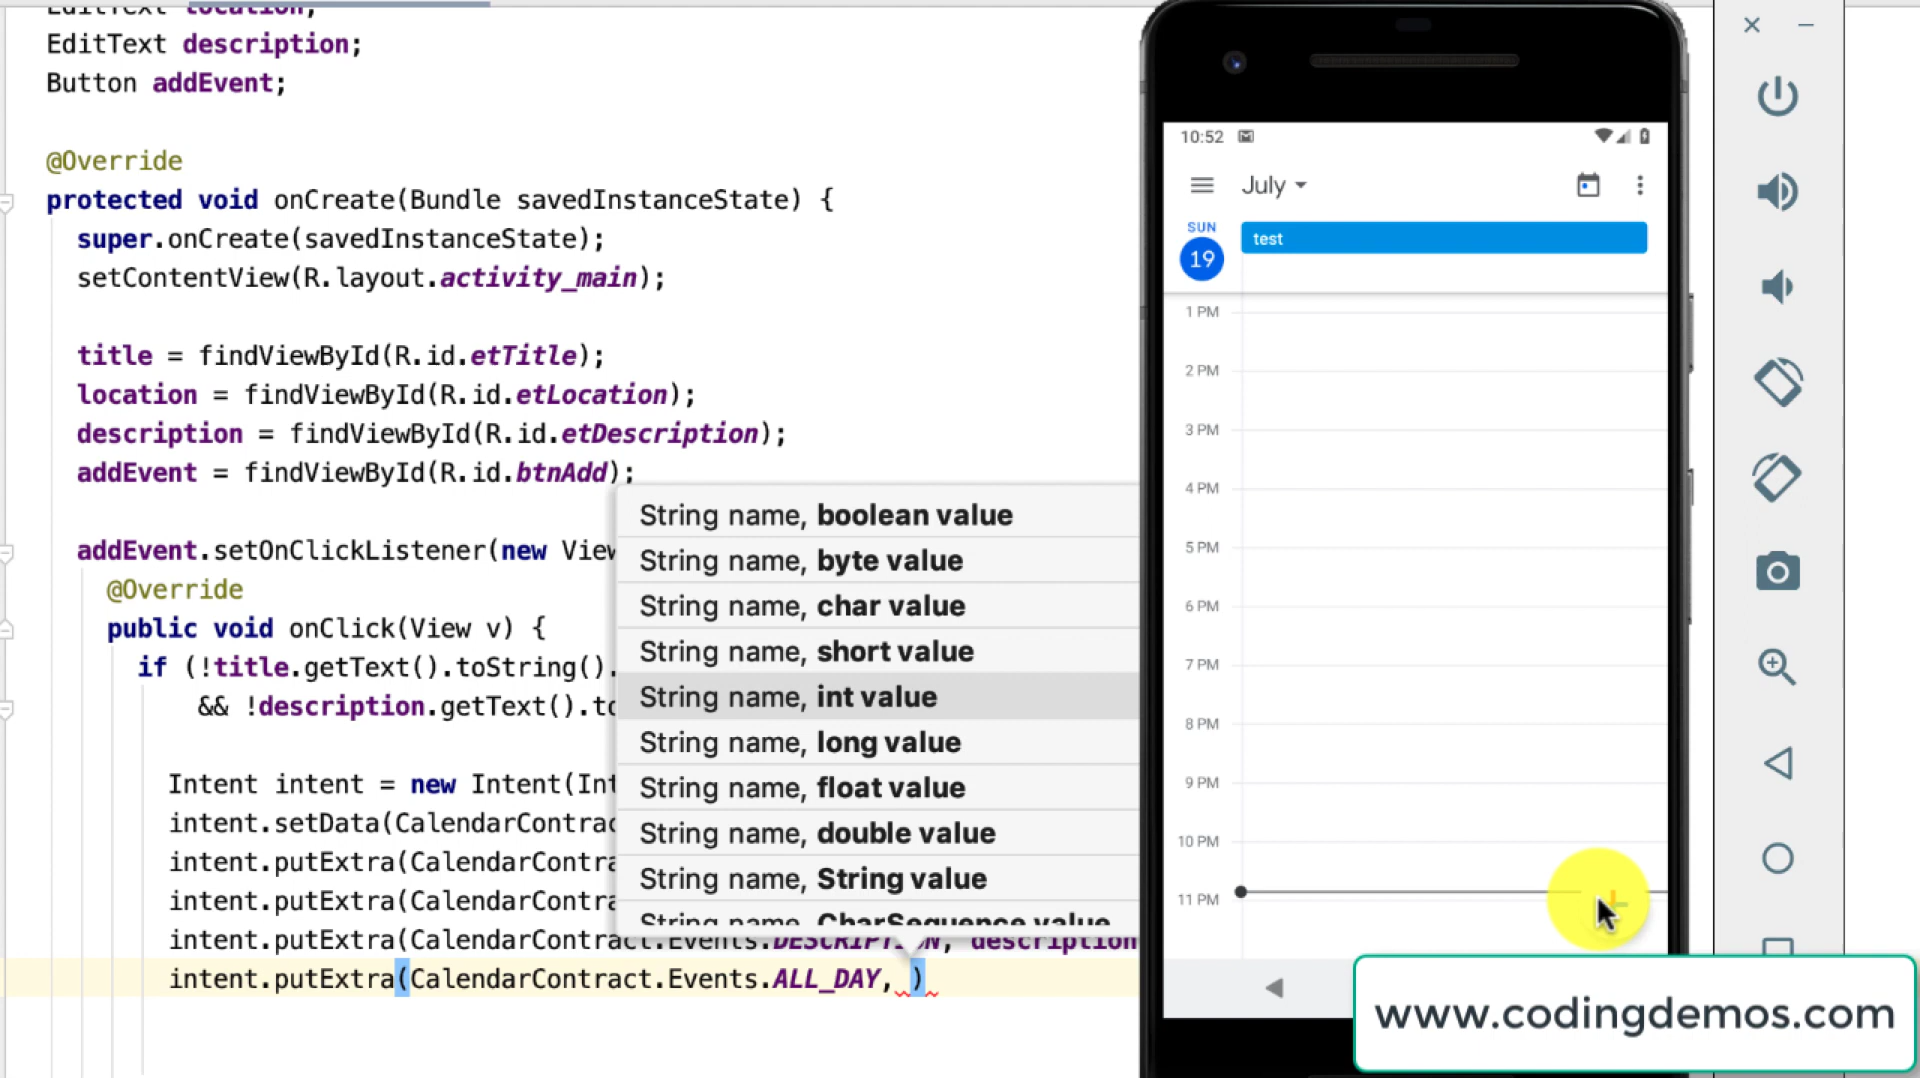 EditText location;
EditText description;
Button addEvent;
@Override
protected void onCreate(Bundle savedInstanceState) {
super.onCreate(savedInstanceState);
setContentView(R.layout.activity_main);
title = findViewById(R.id.etTitle);
location = findViewById(R.id.etLocation);
description = findViewById(R.id.etDescription);
addEvent = findViewById(R.id.btnAdd);
addEvent.setOnClickListener(new View
@Override
public void onClick(View v) {
if (!title.getText().toString().
&& !description.getText().to
Intent intent = new Intent(Int
intent.setData(CalendarContrac
intent.putExtra(CalendarContra
intent.putExtra(CalendarContra
intent.putExtra(CalendarContract.Events.DESCRIPTION, description
intent.putExtra(CalendarContract.Events.ALL_DAY, )
String name, boolean value
String name, byte value
String name, char value
String name, short value
String name, int value
String name, long value
String name, float value
String name, double value
String name, String value
String name, CharSequence value
10:52
July
SUN
19
test
1 PM
2 PM
3 PM
4 PM
5 PM
6 PM
7 PM
8 PM
9 PM
10 PM
11 PM
www.codingdemos.com